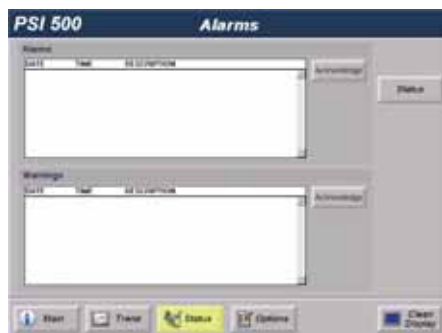 PSI 500 Alarms
Alarms
DATE TIME DESCRIPTION
Acknowledge
Status
Warnings
DATE TIME DESCRIPTION
Acknowledge
Main Trend Status Options Clean Display